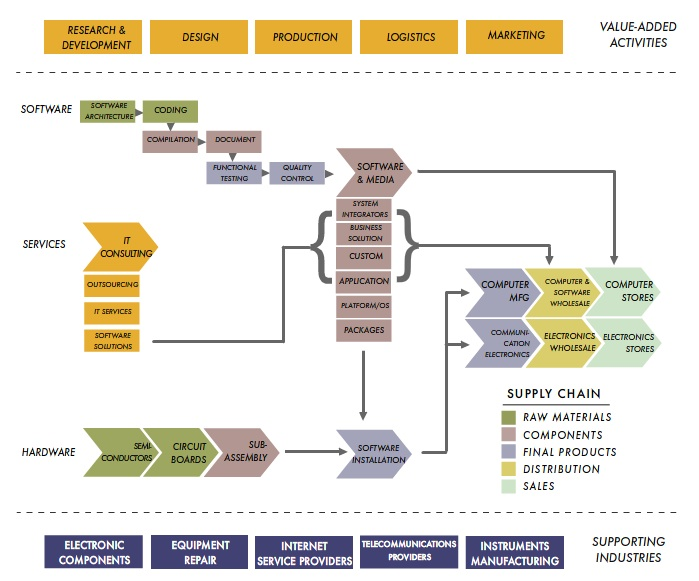 RESEARCH &
DEVELOPMENT
DESIGN
PRODUCTION
LOGISTICS
MARKETING
VALUE-ADDED
ACTIVITIES
SOFTWARE
SOFTWARE
ARCHITECTURE
CODING
COMPILATION
DOCUMENT
FUNCTIONAL
TESTING
QUALITY
CONTROL
SOFTWARE
& MEDIA
SYSTEM
INTEGRATORS
BUSINESS
SOLUTION
CUSTOM
APPLICATION
PLATFORM/OS
PACKAGES
SERVICES
IT
CONSULTING
OUTSOURCING
IT SERVICES
SOFTWARE
SOLUTIONS
COMPUTER
MFG
COMPUTER &
SOFTWARE
WHOLESALE
COMPUTER
STORES
COMMUNI-
CATION
ELECTRONICS
ELECTRONICS
WHOLESALE
ELECTRONICS
STORES
HARDWARE
SEMI-
CONDUCTORS
CIRCUIT
BOARDS
SUB-
ASSEMBLY
SOFTWARE
INSTALLATION
SUPPLY CHAIN
RAW MATERIALS
COMPONENTS
FINAL PRODUCTS
DISTRIBUTION
SALES
ELECTRONIC
COMPONENTS
EQUIPMENT
REPAIR
INTERNET
SERVICE PROVIDERS
TELECOMMUNICATIONS
PROVIDERS
INSTRUMENTS
MANUFACTURING
SUPPORTING
INDUSTRIES